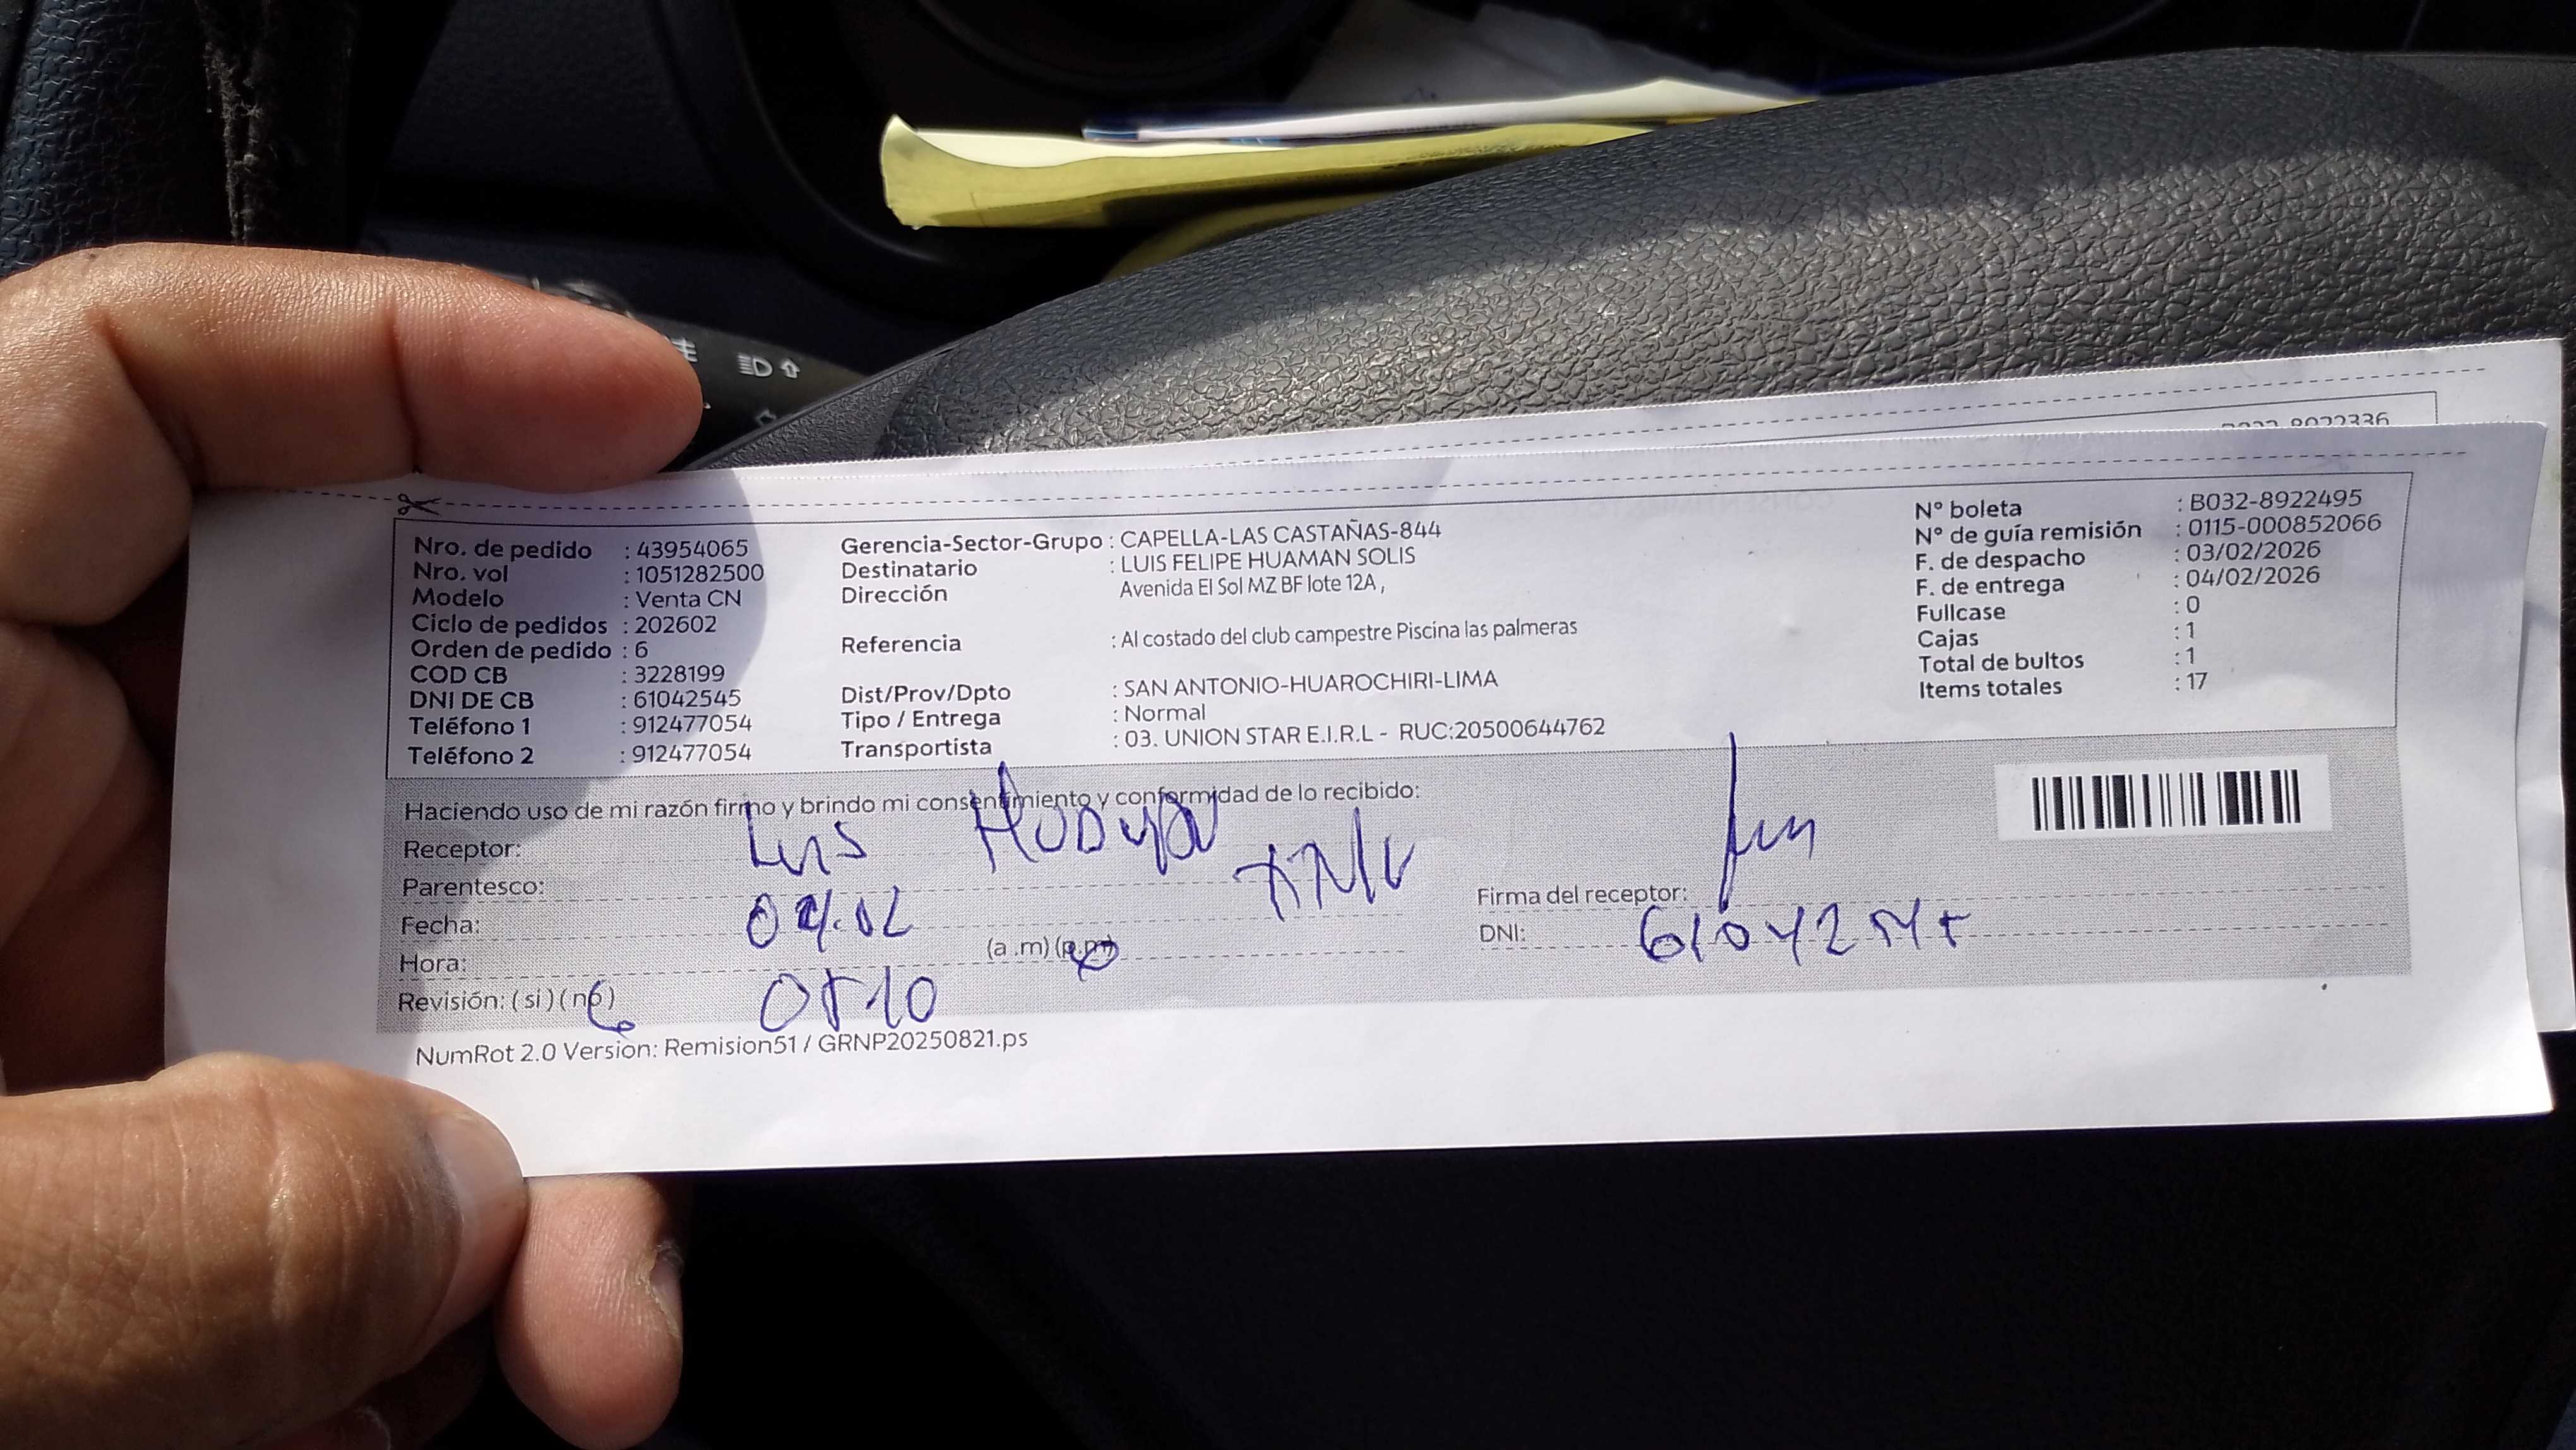 8022336
Nro. de pedido : 43954065
Nro. vol : 1051282500
Modelo : Venta CN
Ciclo de pedidos : 202602
Orden de pedido : 6
COD CB : 3228199
DNI DE CB : 61042545
Teléfono 1 : 912477054
Teléfono 2 : 912477054
Gerencia-Sector-Grupo : CAPELLA-LAS CASTAÑAS-844
Destinatario : LUIS FELIPE HUAMAN SOLIS
Dirección Avenida El Sol MZ BF lote 12A ,
Referencia : Al costado del club campestre Piscina las palmeras
Dist/Prov/Dpto : SAN ANTONIO-HUAROCHIRI-LIMA
Tipo / Entrega : Normal
Transportista : 03. UNION STAR E.I.R.L - RUC:20500644762
N° boleta : B032-8922495
N° de guía remisión : 0115-000852066
F. de despacho : 03/02/2026
F. de entrega : 04/02/2026
Fullcase : 0
Cajas : 1
Total de bultos : 1
Items totales : 17
Haciendo uso de mi razón firmo y brindo mi consentimiento y conformidad de lo recibido:
Receptor: Luis
Parentesco:
Fecha: 04.02
Hora: (a .m) (p.m)
Revisión: ( si ) ( no )
Firma del receptor:
DNI: 61042545
NumRot 2.0 Version: Remision51 / GRNP20250821.ps